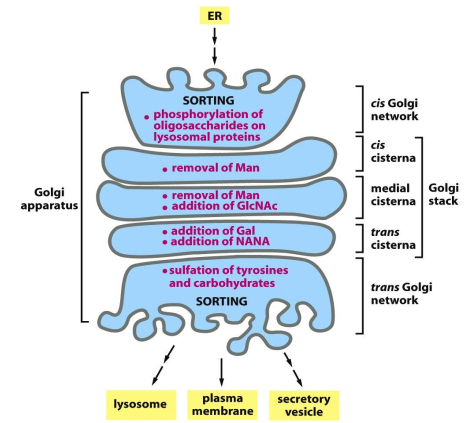 ER
SORTING
• phosphorylation of
oligosaccharides on
lysosomal proteins
• removal of Man
• removal of Man
• addition of GlcNAc
• addition of Gal
• addition of NANA
• sulfation of tyrosines
and carbohydrates
SORTING
Golgi
apparatus
cis Golgi
network
cis
cisterna
medial
cisterna
trans
cisterna
Golgi
stack
trans Golgi
network
lysosome
plasma
membrane
secretory
vesicle